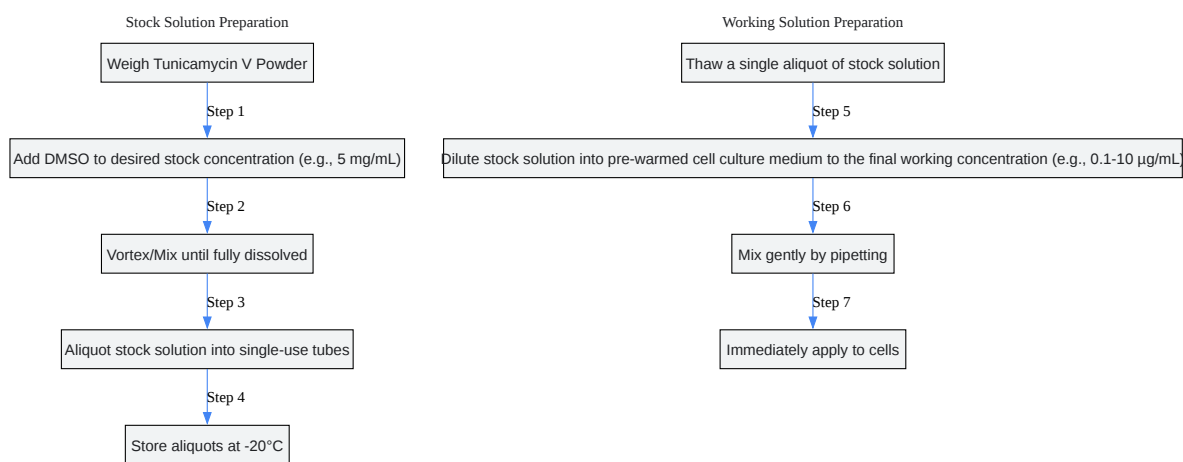 Stock Solution Preparation
Weigh Tunicamycin V Powder
Step 1
Add DMSO to desired stock concentration (e.g., 5 mg/mL)
Step 2
Vortex/Mix until fully dissolved
Step 3
Aliquot stock solution into single-use tubes
Step 4
Store aliquots at -20°C
Working Solution Preparation
Thaw a single aliquot of stock solution
Step 5
Dilute stock solution into pre-warmed cell culture medium to the final working concentration (e.g., 0.1-10 µg/mL)
Step 6
Mix gently by pipetting
Step 7
Immediately apply to cells